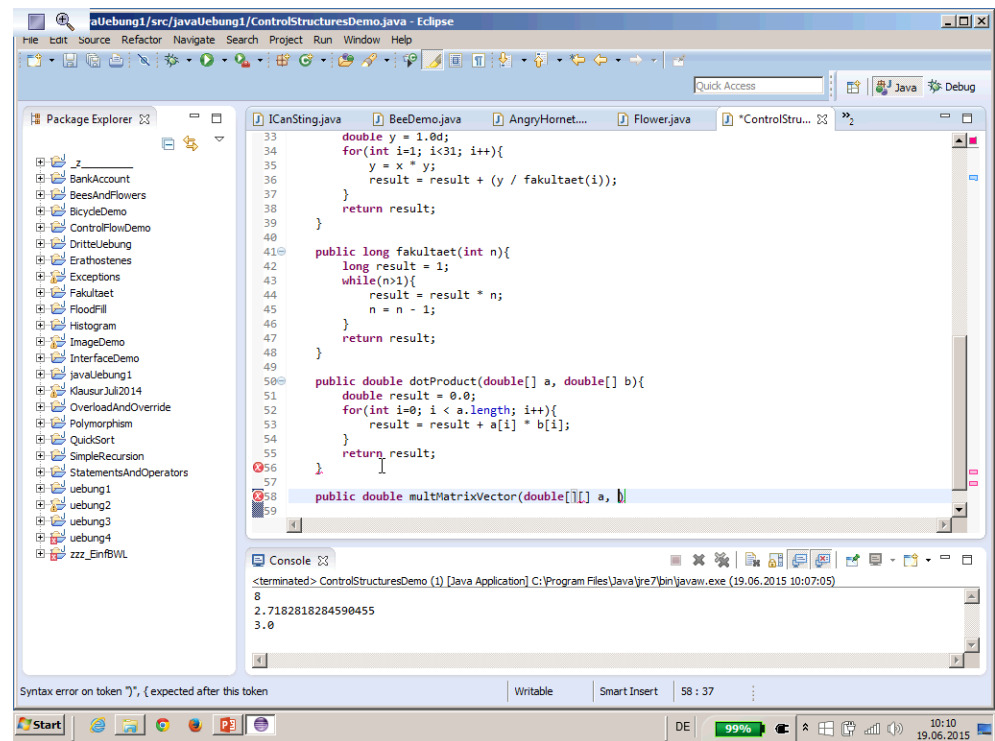 aUebung1/src/javaUebung1/ControlStructuresDemo.java - Eclipse
File Edit Source Refactor Navigate Search Project Run Window Help
Quick Access
Java
Debug
Package Explorer
_z_________
BankAccount
BeesAndFlowers
BicycleDemo
ControlFlowDemo
DritteUebung
Erathostenes
Exceptions
Fakultaet
FloodFill
Histogram
ImageDemo
InterfaceDemo
javaUebung1
KlausurJuli2014
OverloadAndOverride
Polymorphism
QuickSort
SimpleRecursion
StatementsAndOperators
uebung1
uebung2
uebung3
uebung4
zzz_EinfBWL
ICanSting.java BeeDemo.java AngryHornet.... Flower.java *ControlStru... »2
33 double y = 1.0d;
34 for(int i=1; i<31; i++){
35 y = x * y;
36 result = result + (y / fakultaet(i));
37 }
38 return result;
39 }
40
41 public long fakultaet(int n){
42 long result = 1;
43 while(n>1){
44 result = result * n;
45 n = n - 1;
46 }
47 return result;
48 }
49
50 public double dotProduct(double[] a, double[] b){
51 double result = 0.0;
52 for(int i=0; i < a.length; i++){
53 result = result + a[i] * b[i];
54 }
55 return result;
56 }
57
58 public double multMatrixVector(double[][] a, )
59
Console
<terminated> ControlStructuresDemo (1) [Java Application] C:\Program Files\Java\jre7\bin\javaw.exe (19.06.2015 10:07:05)
8
2.7182818284590455
3.0
Syntax error on token ")", { expected after this token
Writable
Smart Insert
58 : 37
Start
DE
99%
10:10
19.06.2015